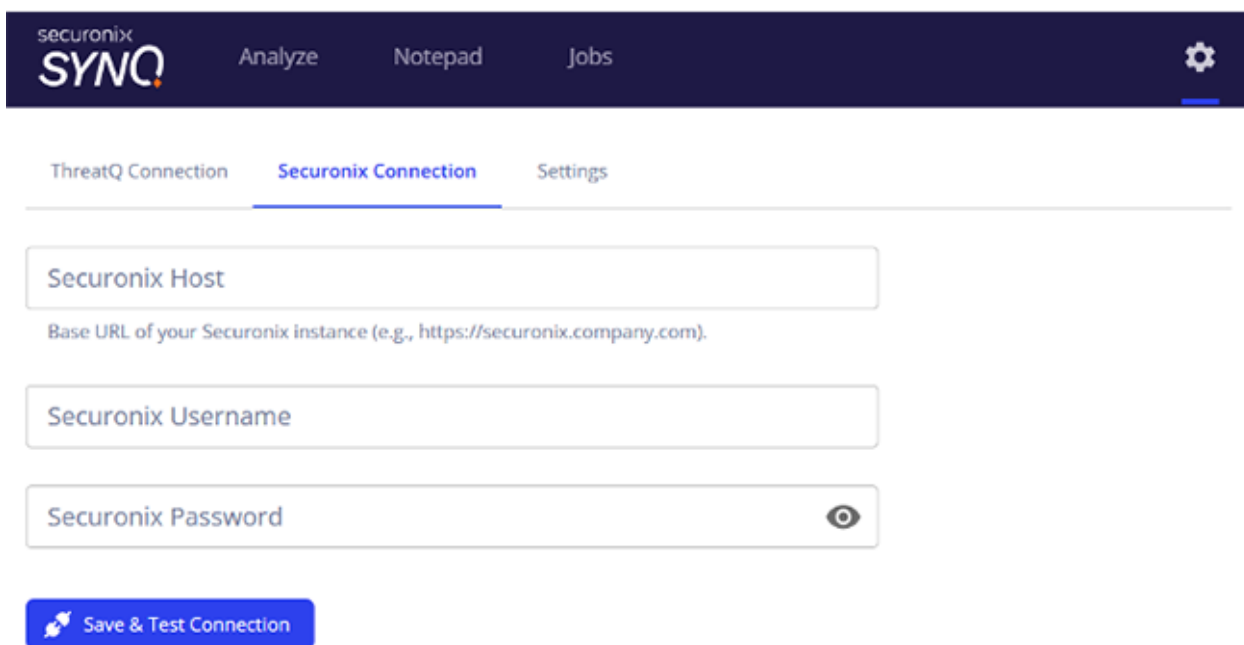 securonix
SYNQ
Analyze Notepad Jobs
ThreatQ Connection Securonix Connection Settings
Securonix Host
Base URL of your Securonix instance (e.g., https://securonix.company.com).
Securonix Username
Securonix Password
Save & Test Connection